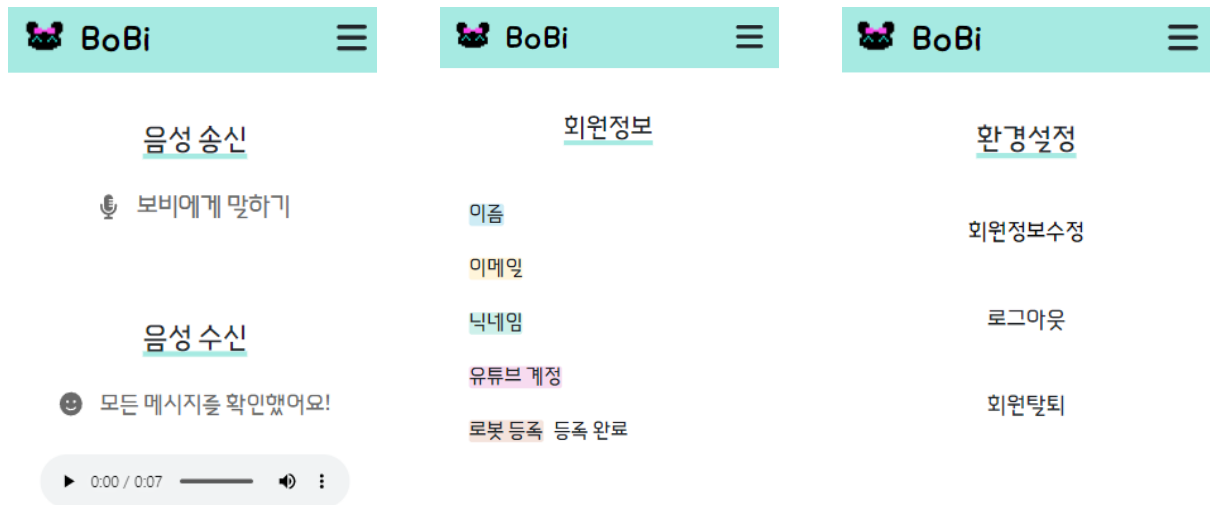 BoBi
음성 송신
보비에게 말하기
음성 수신
모든 메시지를 확인했어요!
0:00 / 0:07
BoBi
회원정보
이름
이메일
닉네임
유튜브 계정
로봇 등록 등록 완료
BoBi
환경설정
회원정보수정
로그아웃
회원탈퇴